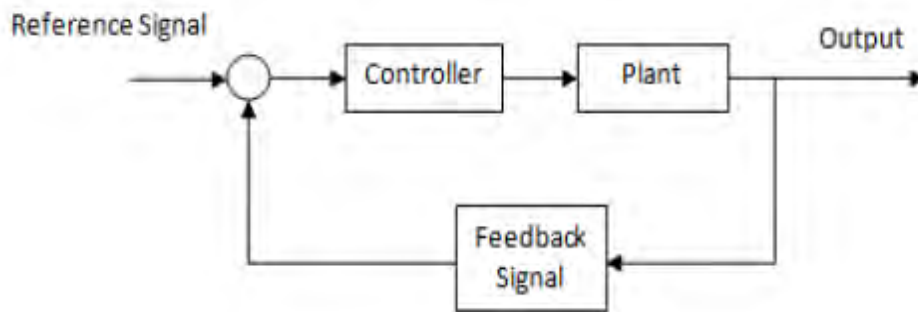 Reference Signal
Output
Controller
Plant
Feedback
Signal